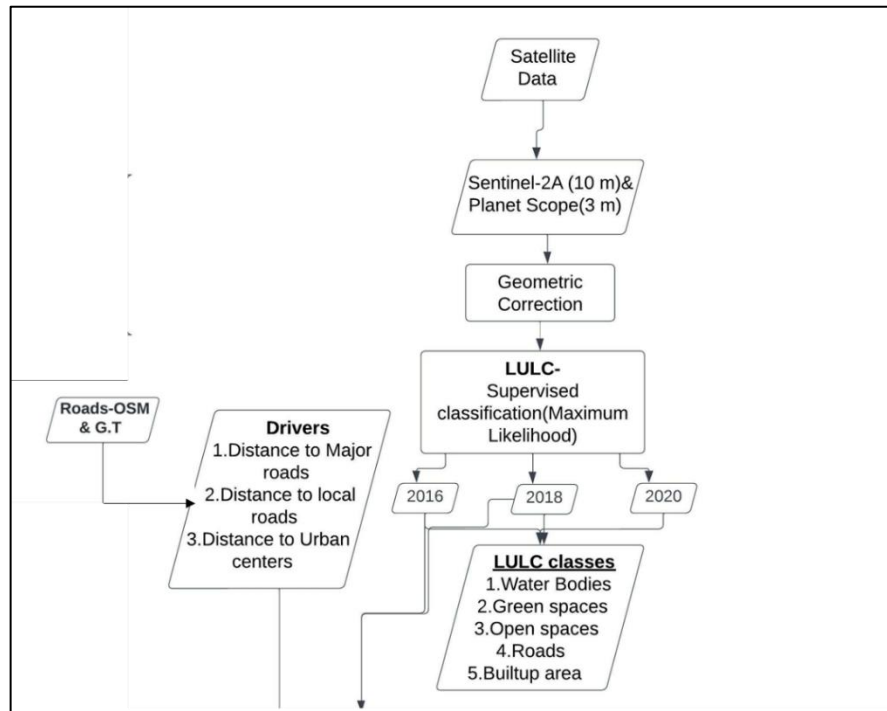 Satellite
Data
Sentinel-2A (10 m)&
Planet Scope(3 m)
Geometric
Correction
LULC-
Supervised
classification(Maximum
Likelihood)
Roads-OSM
& G.T
Drivers
1.Distance to Major
roads
2.Distance to local
roads
3.Distance to Urban
centers
2016
2018
2020
LULC classes
1.Water Bodies
2.Green spaces
3.Open spaces
4.Roads
5.Builtup area